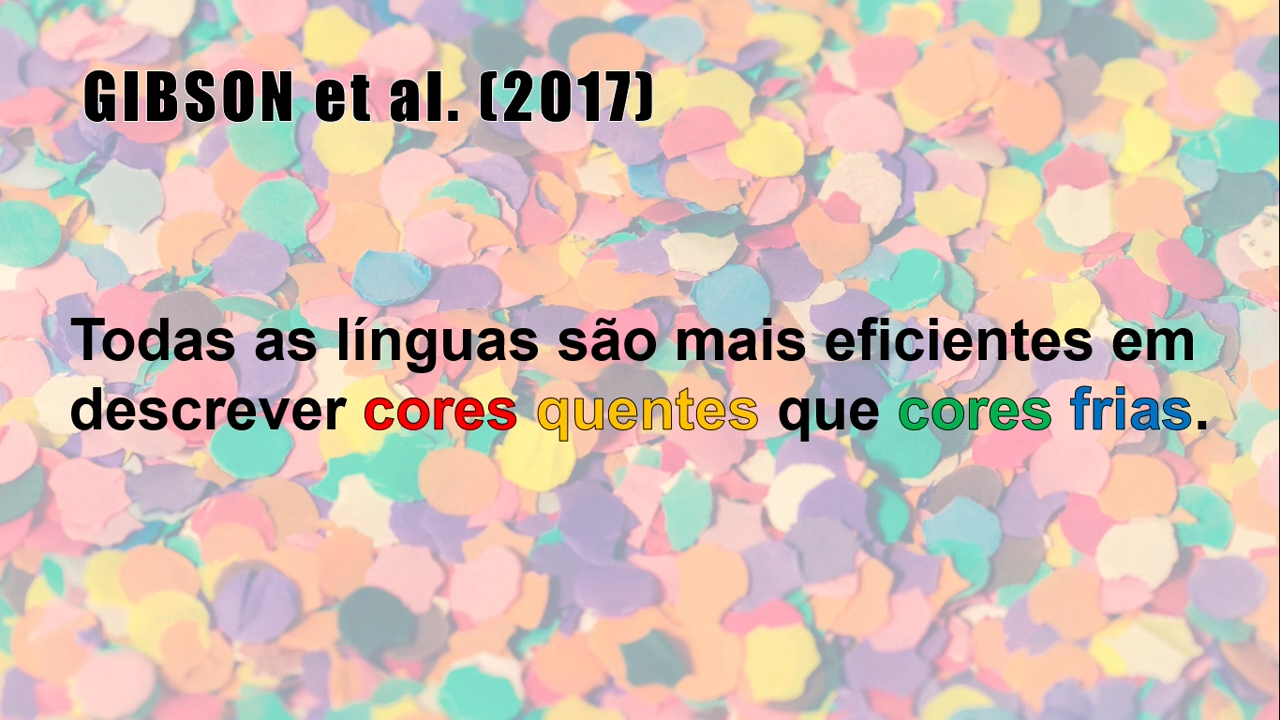 GIBSON et al. (2017)
Todas as línguas são mais eficientes em
descrever cores quentes que cores frias.